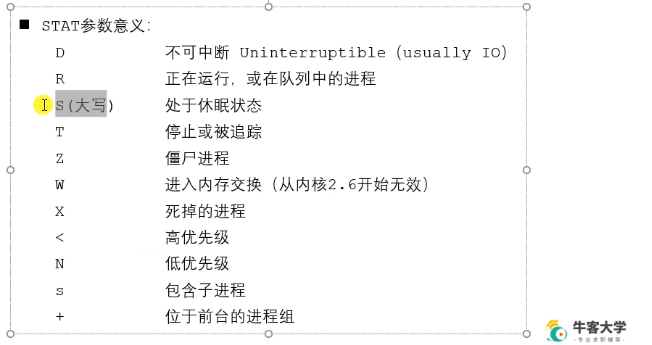 ■ STAT参数意义：
D 不可中断 Uninterruptible（usually IO）
R 正在运行，或在队列中的进程
S(大写) 处于休眠状态
T 停止或被追踪
Z 僵尸进程
W 进入内存交换（从内核2.6开始无效）
X 死掉的进程
< 高优先级
N 低优先级
s 包含子进程
+ 位于前台的进程组
牛客大学
-专业求职辅导-